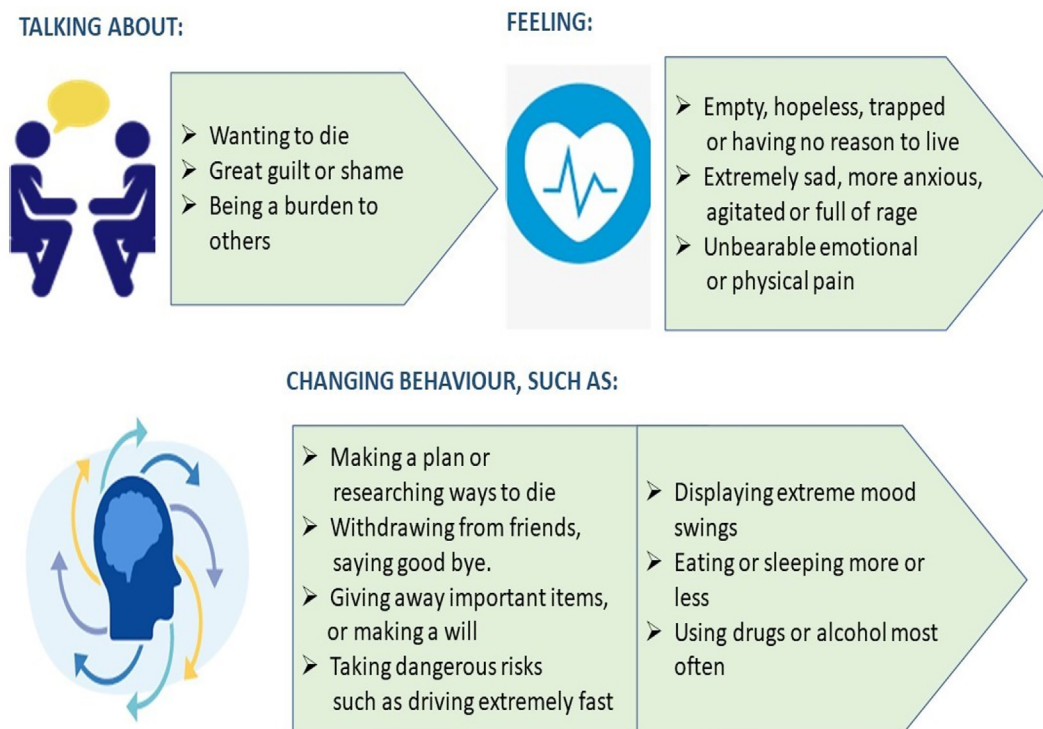 TALKING ABOUT:
➤ Wanting to die
➤ Great guilt or shame
➤ Being a burden to
others
FEELING:
➤ Empty, hopeless, trapped
or having no reason to live
➤ Extremely sad, more anxious,
agitated or full of rage
➤ Unbearable emotional
or physical pain
CHANGING BEHAVIOUR, SUCH AS:
➤ Making a plan or
researching ways to die
➤ Withdrawing from friends,
saying good bye.
➤ Giving away important items,
or making a will
➤ Taking dangerous risks
such as driving extremely fast
➤ Displaying extreme mood
swings
➤ Eating or sleeping more or
less
➤ Using drugs or alcohol most
often